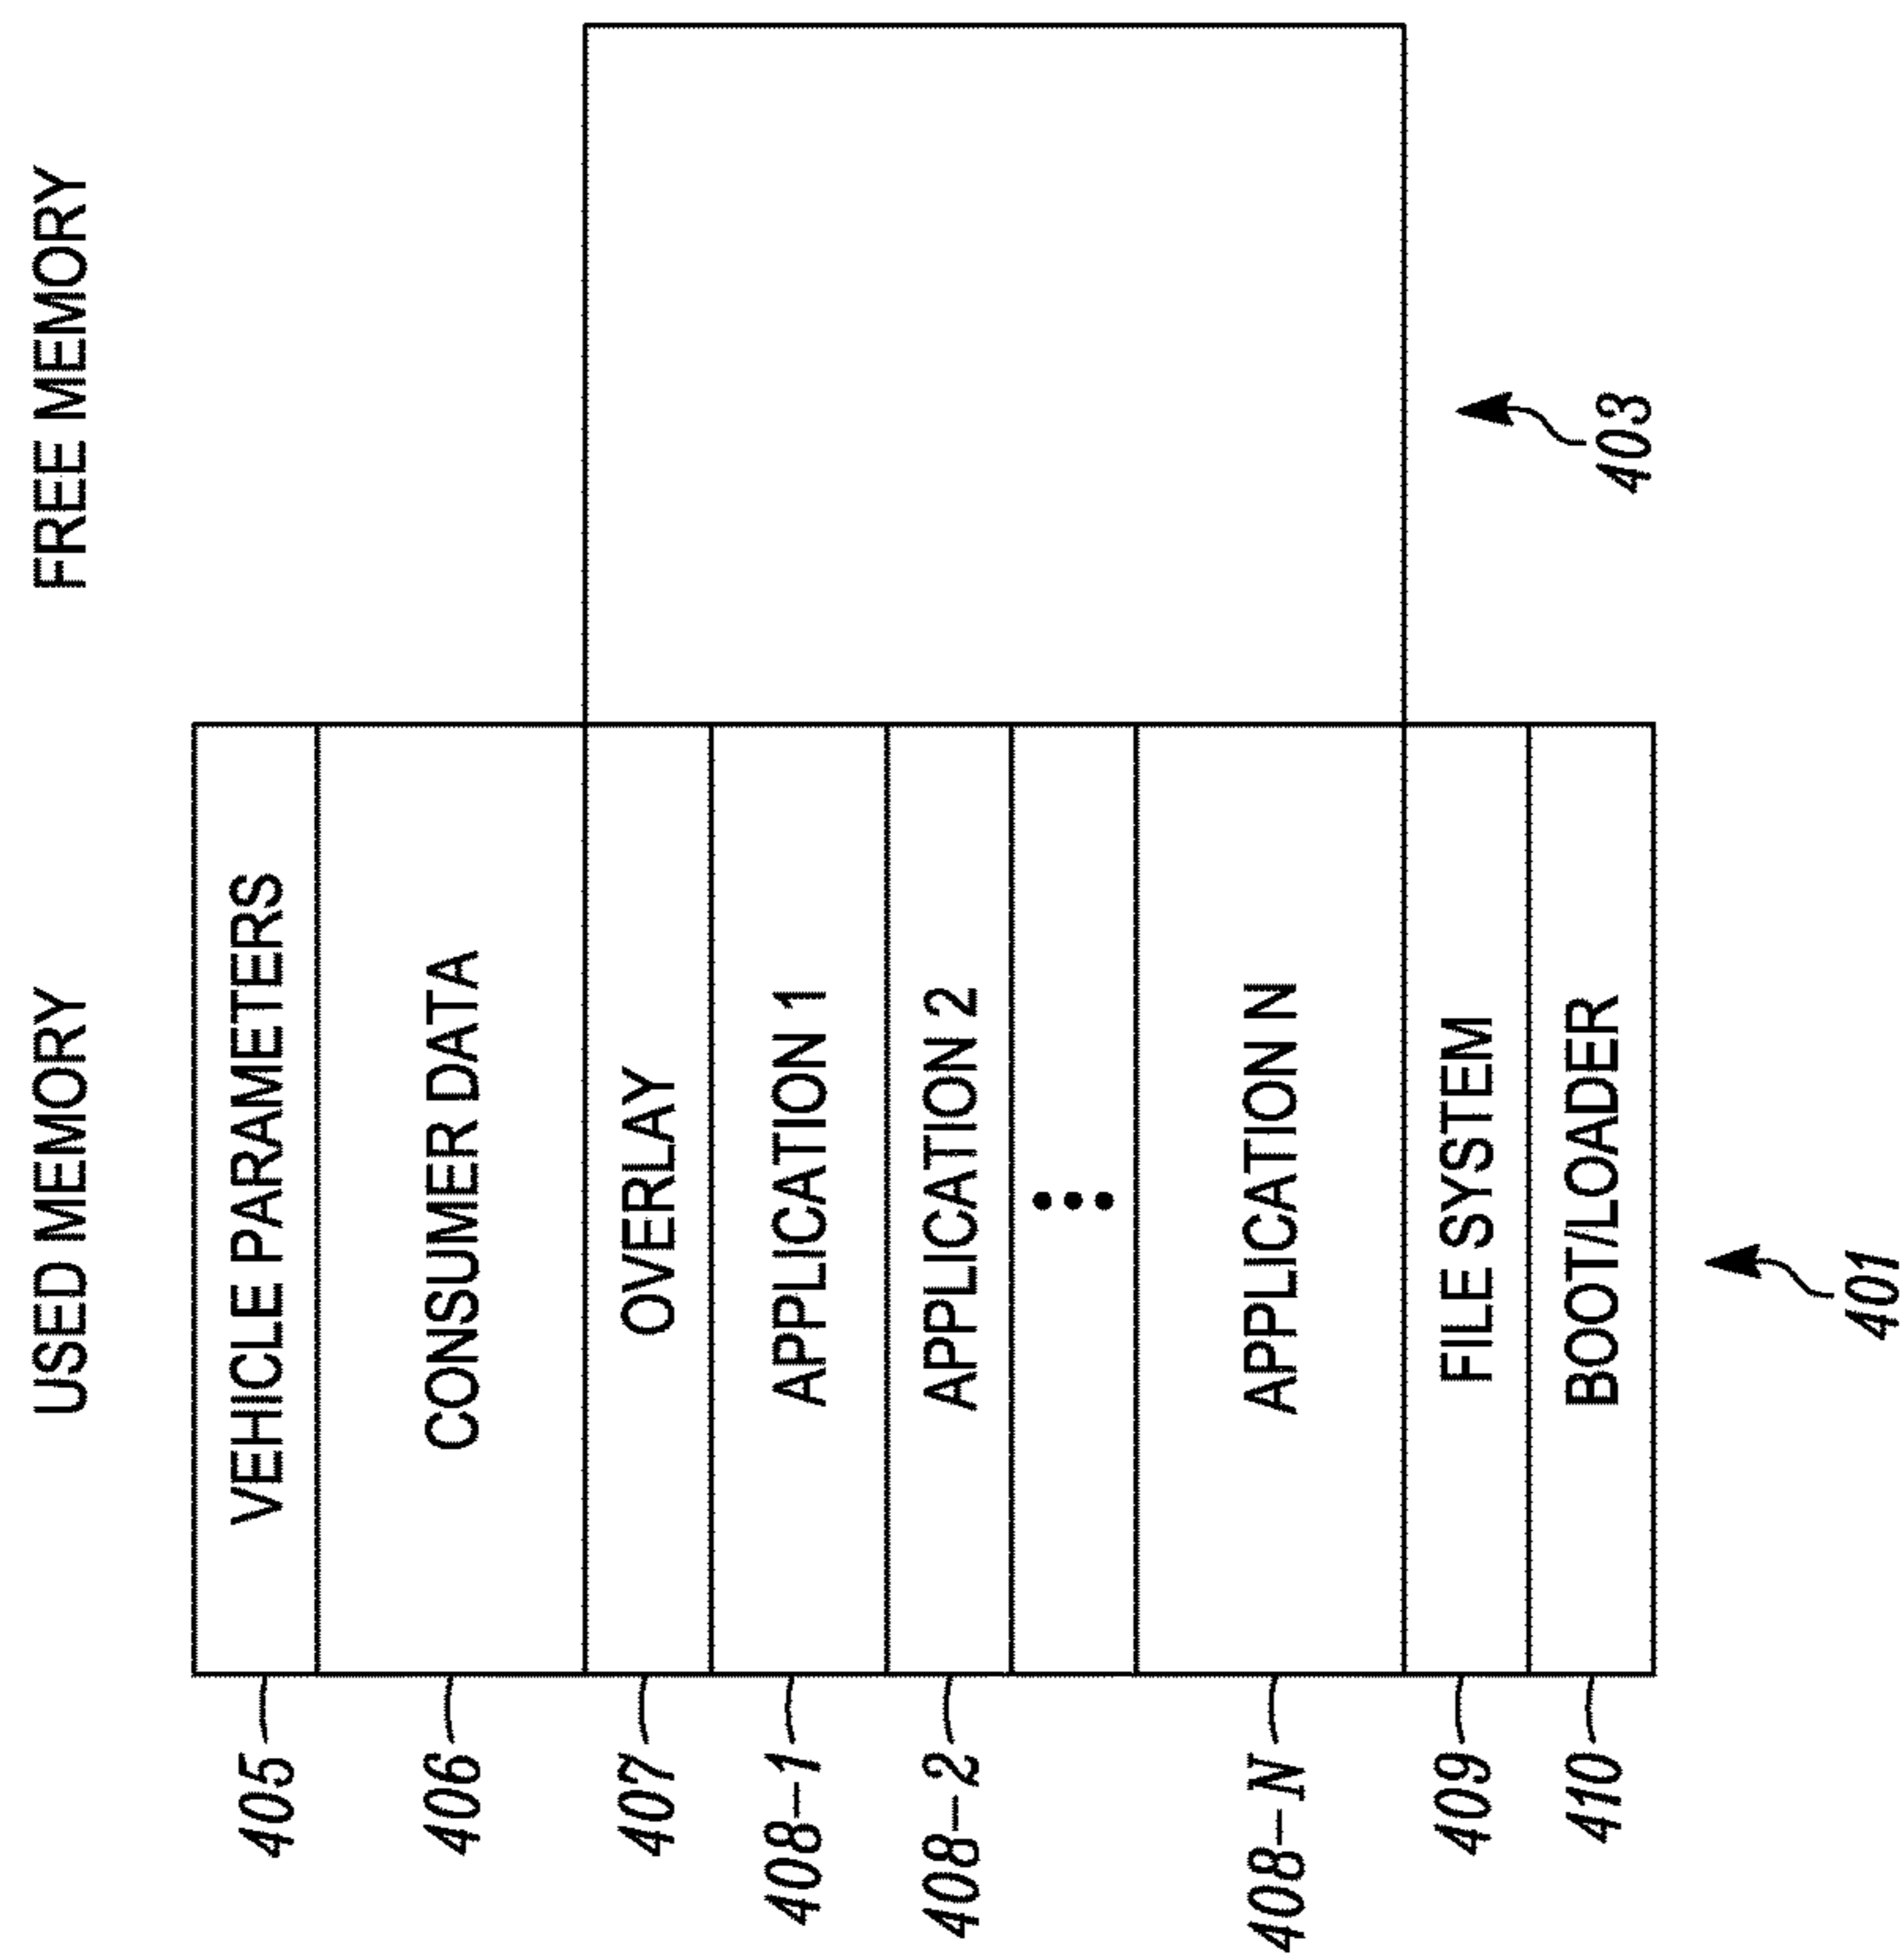 USED MEMORY
FREE MEMORY
405
VEHICLE PARAMETERS
406
CONSUMER DATA
407
OVERLAY
408-1
APPLICATION 1
408-2
APPLICATION 2
•••
408-N
APPLICATION N
409
FILE SYSTEM
410
BOOT/LOADER
401
403